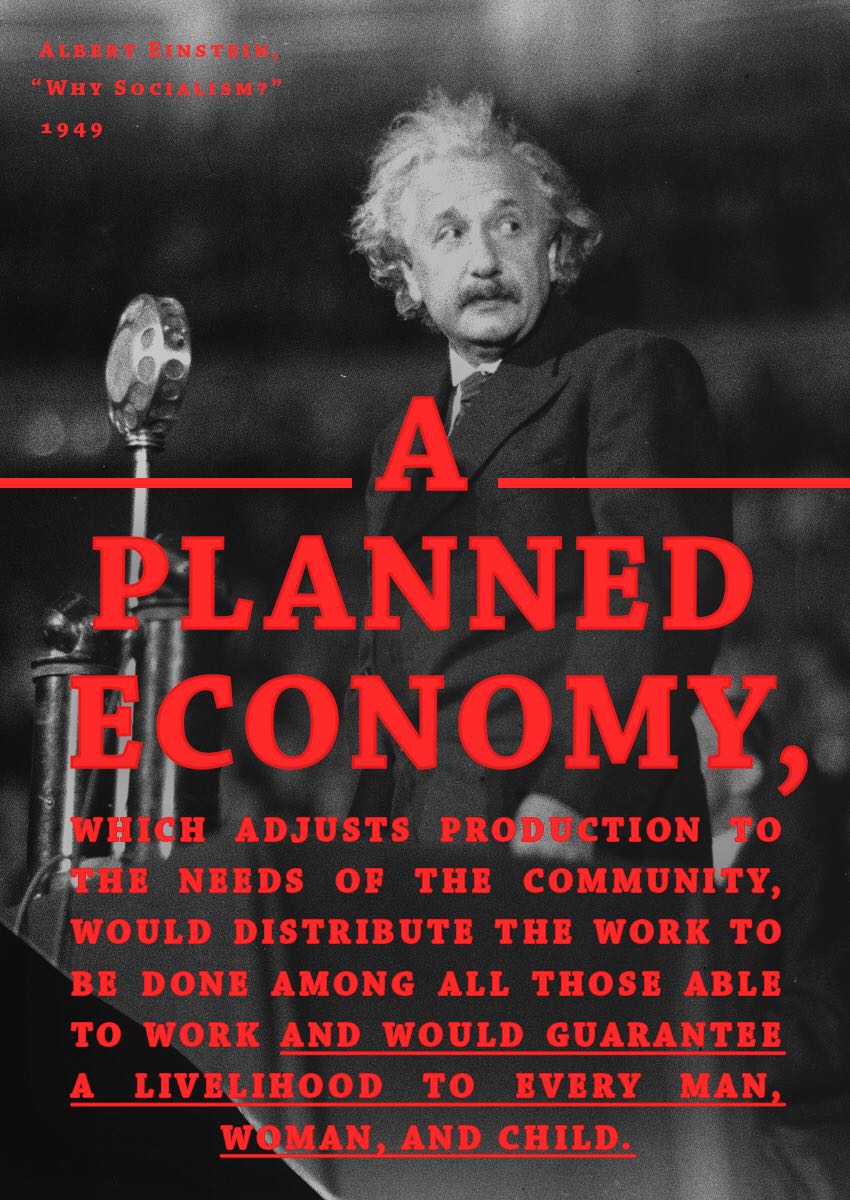 Albert Einstein,
“Why Socialism?”
1949
A
PLANNED
ECONOMY,
WHICH ADJUSTS PRODUCTION TO
THE NEEDS OF THE COMMUNITY,
WOULD DISTRIBUTE THE WORK TO
BE DONE AMONG ALL THOSE ABLE
TO WORK AND WOULD GUARANTEE
A LIVELIHOOD TO EVERY MAN,
WOMAN, AND CHILD.